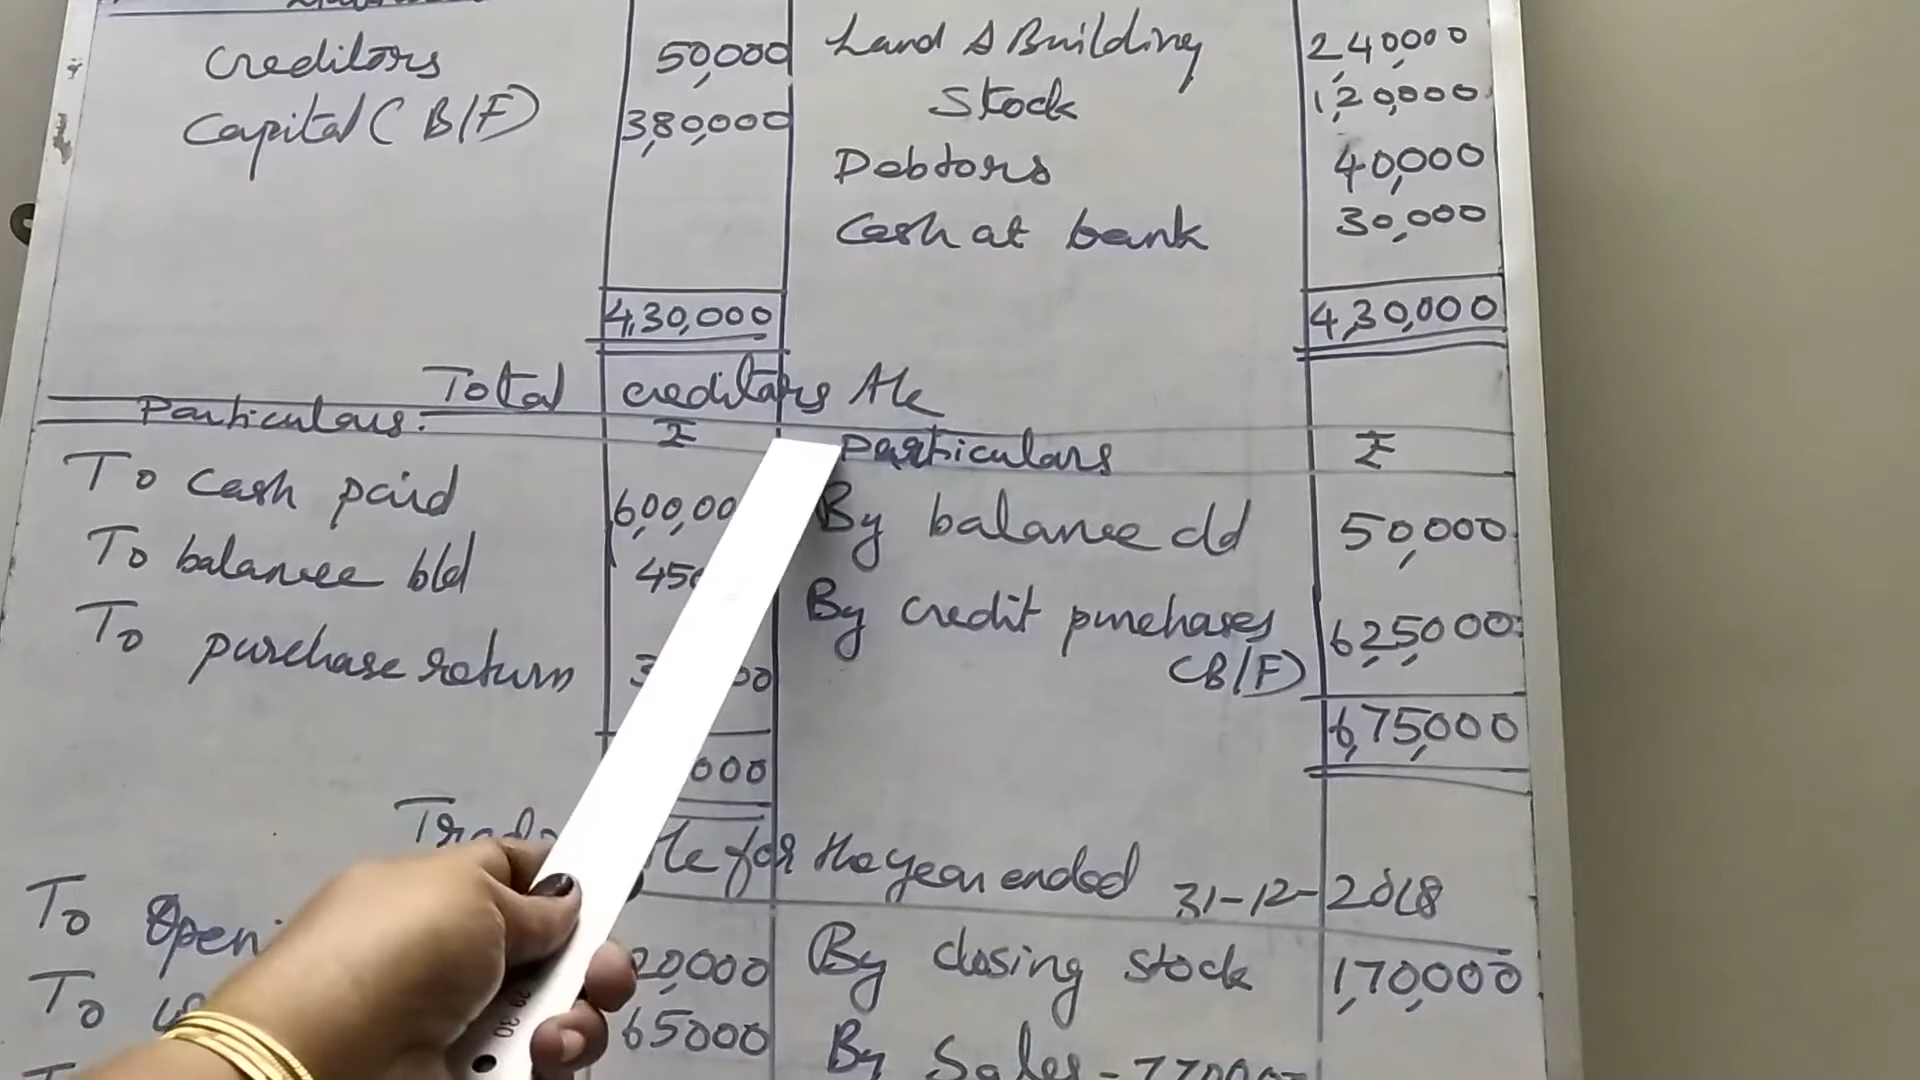 Creditors 50,000 Land & Building 2,40,000
Capital (B/F) 3,80,000 Stock 1,20,000
Debtors 40,000
Cash at bank 30,000
4,30,000 4,30,000
Total creditors A/c
Particulars. ₹ Particulars ₹
To cash paid 6,00,00 By balance c/d 50,000
To balance b/d 450 By credit purchases 6,25,000
To purchase return 3 00 (B/F)
000 6,75,000
for the year ended 31-12-2018
To Openi 20,000 By closing stock 1,70,000
To 65000 By Sales -